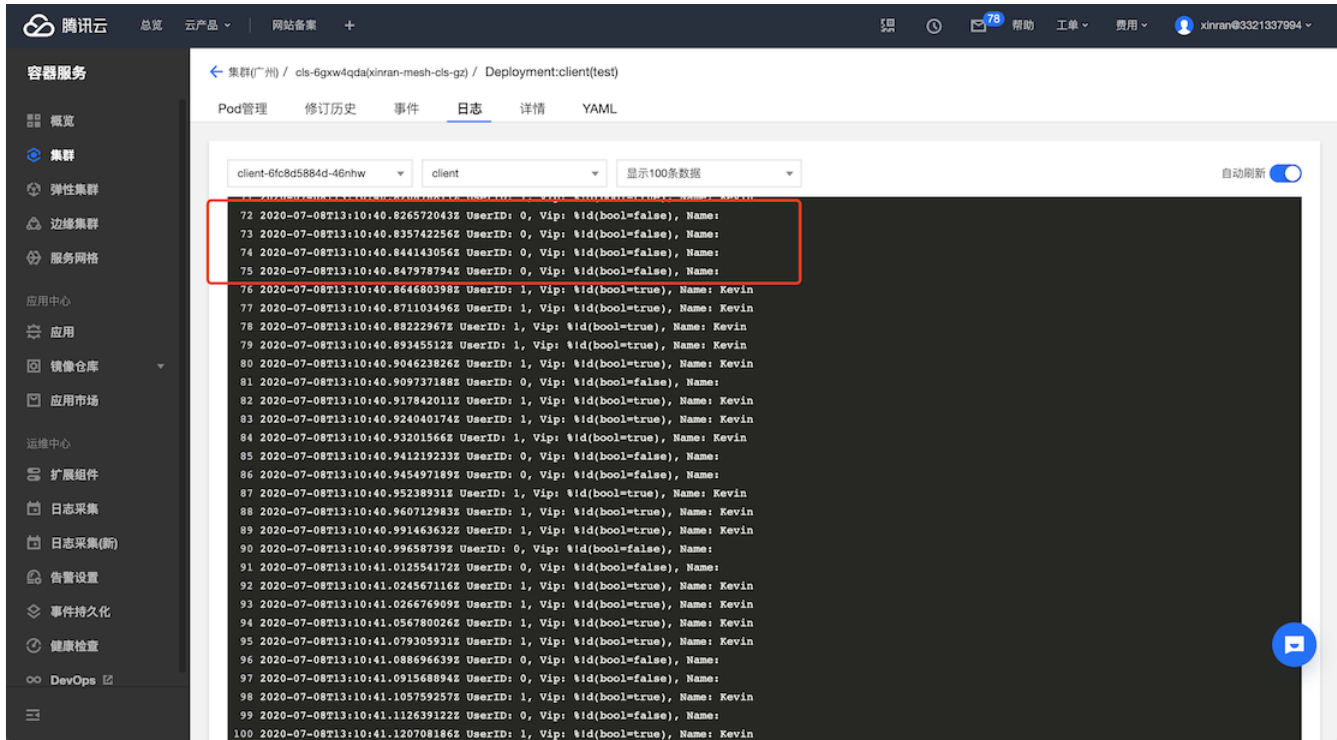 腾讯云 总览 云产品 网站备案 + 78 帮助 工单 费用 xinran@3321337994
容器服务
概览
集群
弹性集群
边缘集群
服务网格
应用中心
应用
镜像仓库
应用市场
运维中心
扩展组件
日志采集
日志采集(新)
告警设置
事件持久化
健康检查
DevOps
集群(广州) / cls-6gxw4qda(xinran-mesh-cls-gz) / Deployment:client(test)
Pod管理 修订历史 事件 日志 详情 YAML
client-6fc8d5884d-46nhw client 显示100条数据 自动刷新
72 2020-07-08T13:10:40.826572043Z UserID: 0, Vip: %!d(bool=false), Name:
73 2020-07-08T13:10:40.835742256Z UserID: 0, Vip: %!d(bool=false), Name:
74 2020-07-08T13:10:40.844143056Z UserID: 0, Vip: %!d(bool=false), Name:
75 2020-07-08T13:10:40.847978794Z UserID: 0, Vip: %!d(bool=false), Name:
76 2020-07-08T13:10:40.864680398Z UserID: 1, Vip: %!d(bool=true), Name: Kevin
77 2020-07-08T13:10:40.871103496Z UserID: 1, Vip: %!d(bool=true), Name: Kevin
78 2020-07-08T13:10:40.88222967Z UserID: 1, Vip: %!d(bool=true), Name: Kevin
79 2020-07-08T13:10:40.89345512Z UserID: 1, Vip: %!d(bool=true), Name: Kevin
80 2020-07-08T13:10:40.904623826Z UserID: 1, Vip: %!d(bool=true), Name: Kevin
81 2020-07-08T13:10:40.909737188Z UserID: 0, Vip: %!d(bool=false), Name:
82 2020-07-08T13:10:40.917842011Z UserID: 1, Vip: %!d(bool=true), Name: Kevin
83 2020-07-08T13:10:40.924040174Z UserID: 1, Vip: %!d(bool=true), Name: Kevin
84 2020-07-08T13:10:40.93201566Z UserID: 1, Vip: %!d(bool=true), Name: Kevin
85 2020-07-08T13:10:40.941219233Z UserID: 0, Vip: %!d(bool=false), Name:
86 2020-07-08T13:10:40.945497189Z UserID: 0, Vip: %!d(bool=false), Name:
87 2020-07-08T13:10:40.95238931Z UserID: 1, Vip: %!d(bool=true), Name: Kevin
88 2020-07-08T13:10:40.960712983Z UserID: 1, Vip: %!d(bool=true), Name: Kevin
89 2020-07-08T13:10:40.991463632Z UserID: 1, Vip: %!d(bool=true), Name: Kevin
90 2020-07-08T13:10:40.99658739Z UserID: 0, Vip: %!d(bool=false), Name:
91 2020-07-08T13:10:41.012554172Z UserID: 0, Vip: %!d(bool=false), Name:
92 2020-07-08T13:10:41.024567116Z UserID: 1, Vip: %!d(bool=true), Name: Kevin
93 2020-07-08T13:10:41.026676909Z UserID: 1, Vip: %!d(bool=true), Name: Kevin
94 2020-07-08T13:10:41.056780026Z UserID: 1, Vip: %!d(bool=true), Name: Kevin
95 2020-07-08T13:10:41.079305931Z UserID: 1, Vip: %!d(bool=true), Name: Kevin
96 2020-07-08T13:10:41.088696639Z UserID: 0, Vip: %!d(bool=false), Name:
97 2020-07-08T13:10:41.091568894Z UserID: 0, Vip: %!d(bool=false), Name:
98 2020-07-08T13:10:41.105759257Z UserID: 1, Vip: %!d(bool=true), Name: Kevin
99 2020-07-08T13:10:41.112639122Z UserID: 0, Vip: %!d(bool=false), Name:
100 2020-07-08T13:10:41.120708186Z UserID: 1, Vip: %!d(bool=true), Name: Kevin